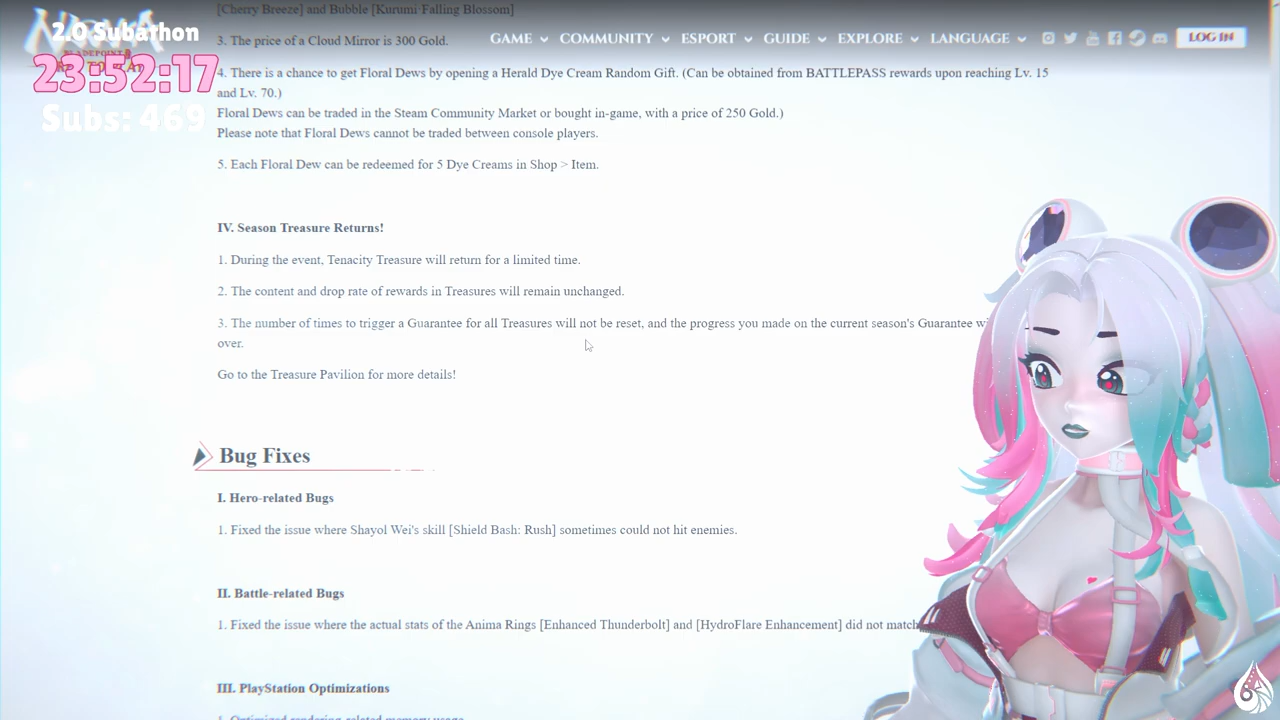 [Cherry Breeze] and Bubble [Kurumi·Falling Blossom]
2.0 Subathon
23:52:17
Subs: 469
GAME COMMUNITY ESPORT GUIDE EXPLORE LANGUAGE LOG IN
3. The price of a Cloud Mirror is 300 Gold.
4. There is a chance to get Floral Dews by opening a Herald Dye Cream Random Gift. (Can be obtained from BATTLEPASS rewards upon reaching Lv. 15
and Lv. 70.)
Floral Dews can be traded in the Steam Community Market or bought in-game, with a price of 250 Gold.)
Please note that Floral Dews cannot be traded between console players.
5. Each Floral Dew can be redeemed for 5 Dye Creams in Shop > Item.
IV. Season Treasure Returns!
1. During the event, Tenacity Treasure will return for a limited time.
2. The content and drop rate of rewards in Treasures will remain unchanged.
3. The number of times to trigger a Guarantee for all Treasures will not be reset, and the progress you made on the current season's Guarantee
over.
Go to the Treasure Pavilion for more details!
Bug Fixes
I. Hero-related Bugs
1. Fixed the issue where Shayol Wei's skill [Shield Bash: Rush] sometimes could not hit enemies.
II. Battle-related Bugs
1. Fixed the issue where the actual stats of the Anima Rings [Enhanced Thunderbolt] and [HydroFlare Enhancement] did not match
III. PlayStation Optimizations
1. Optimized rendering-related memory usage.